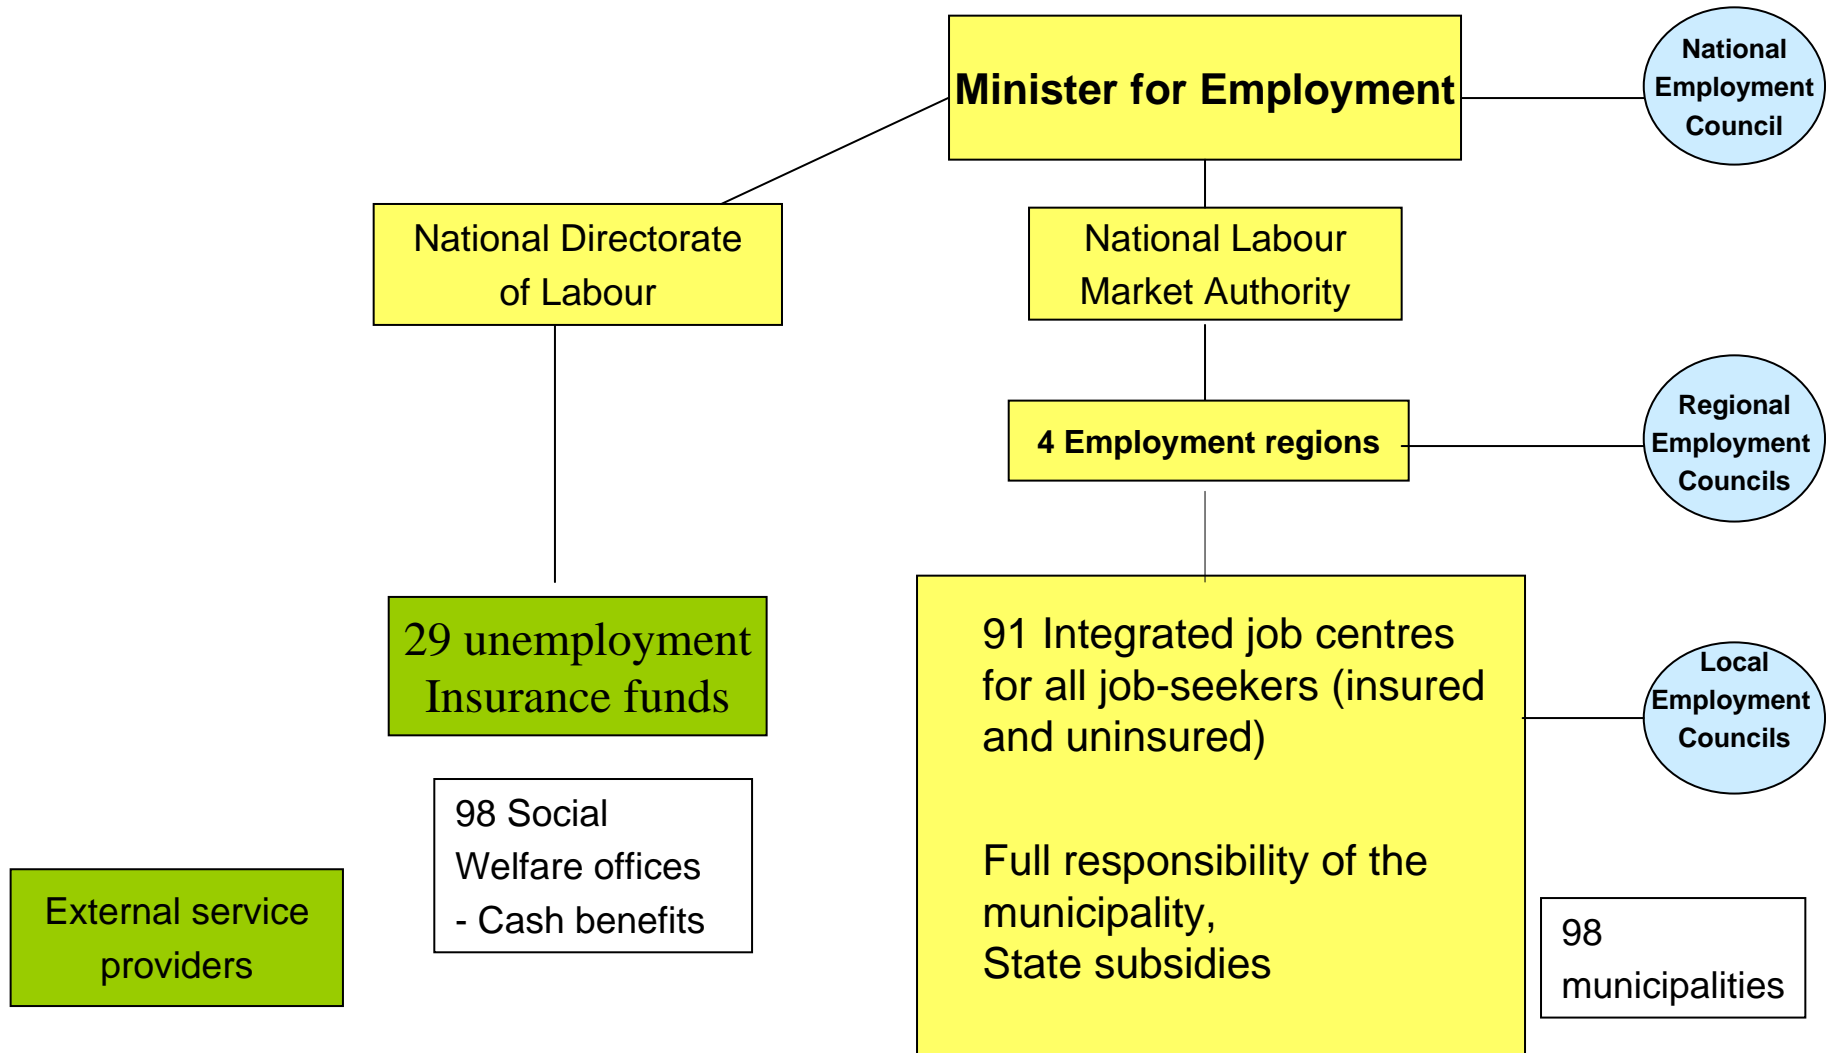 Minister for Employment
National
Employment
Council
National Directorate
of Labour
National Labour
Market Authority
4 Employment regions
Regional
Employment
Councils
29 unemployment
Insurance funds
91 Integrated job centres
for all job-seekers (insured
and uninsured)
Full responsibility of the
municipality,
State subsidies
Local
Employment
Councils
98 Social
Welfare offices
- Cash benefits
External service
providers
98
municipalities